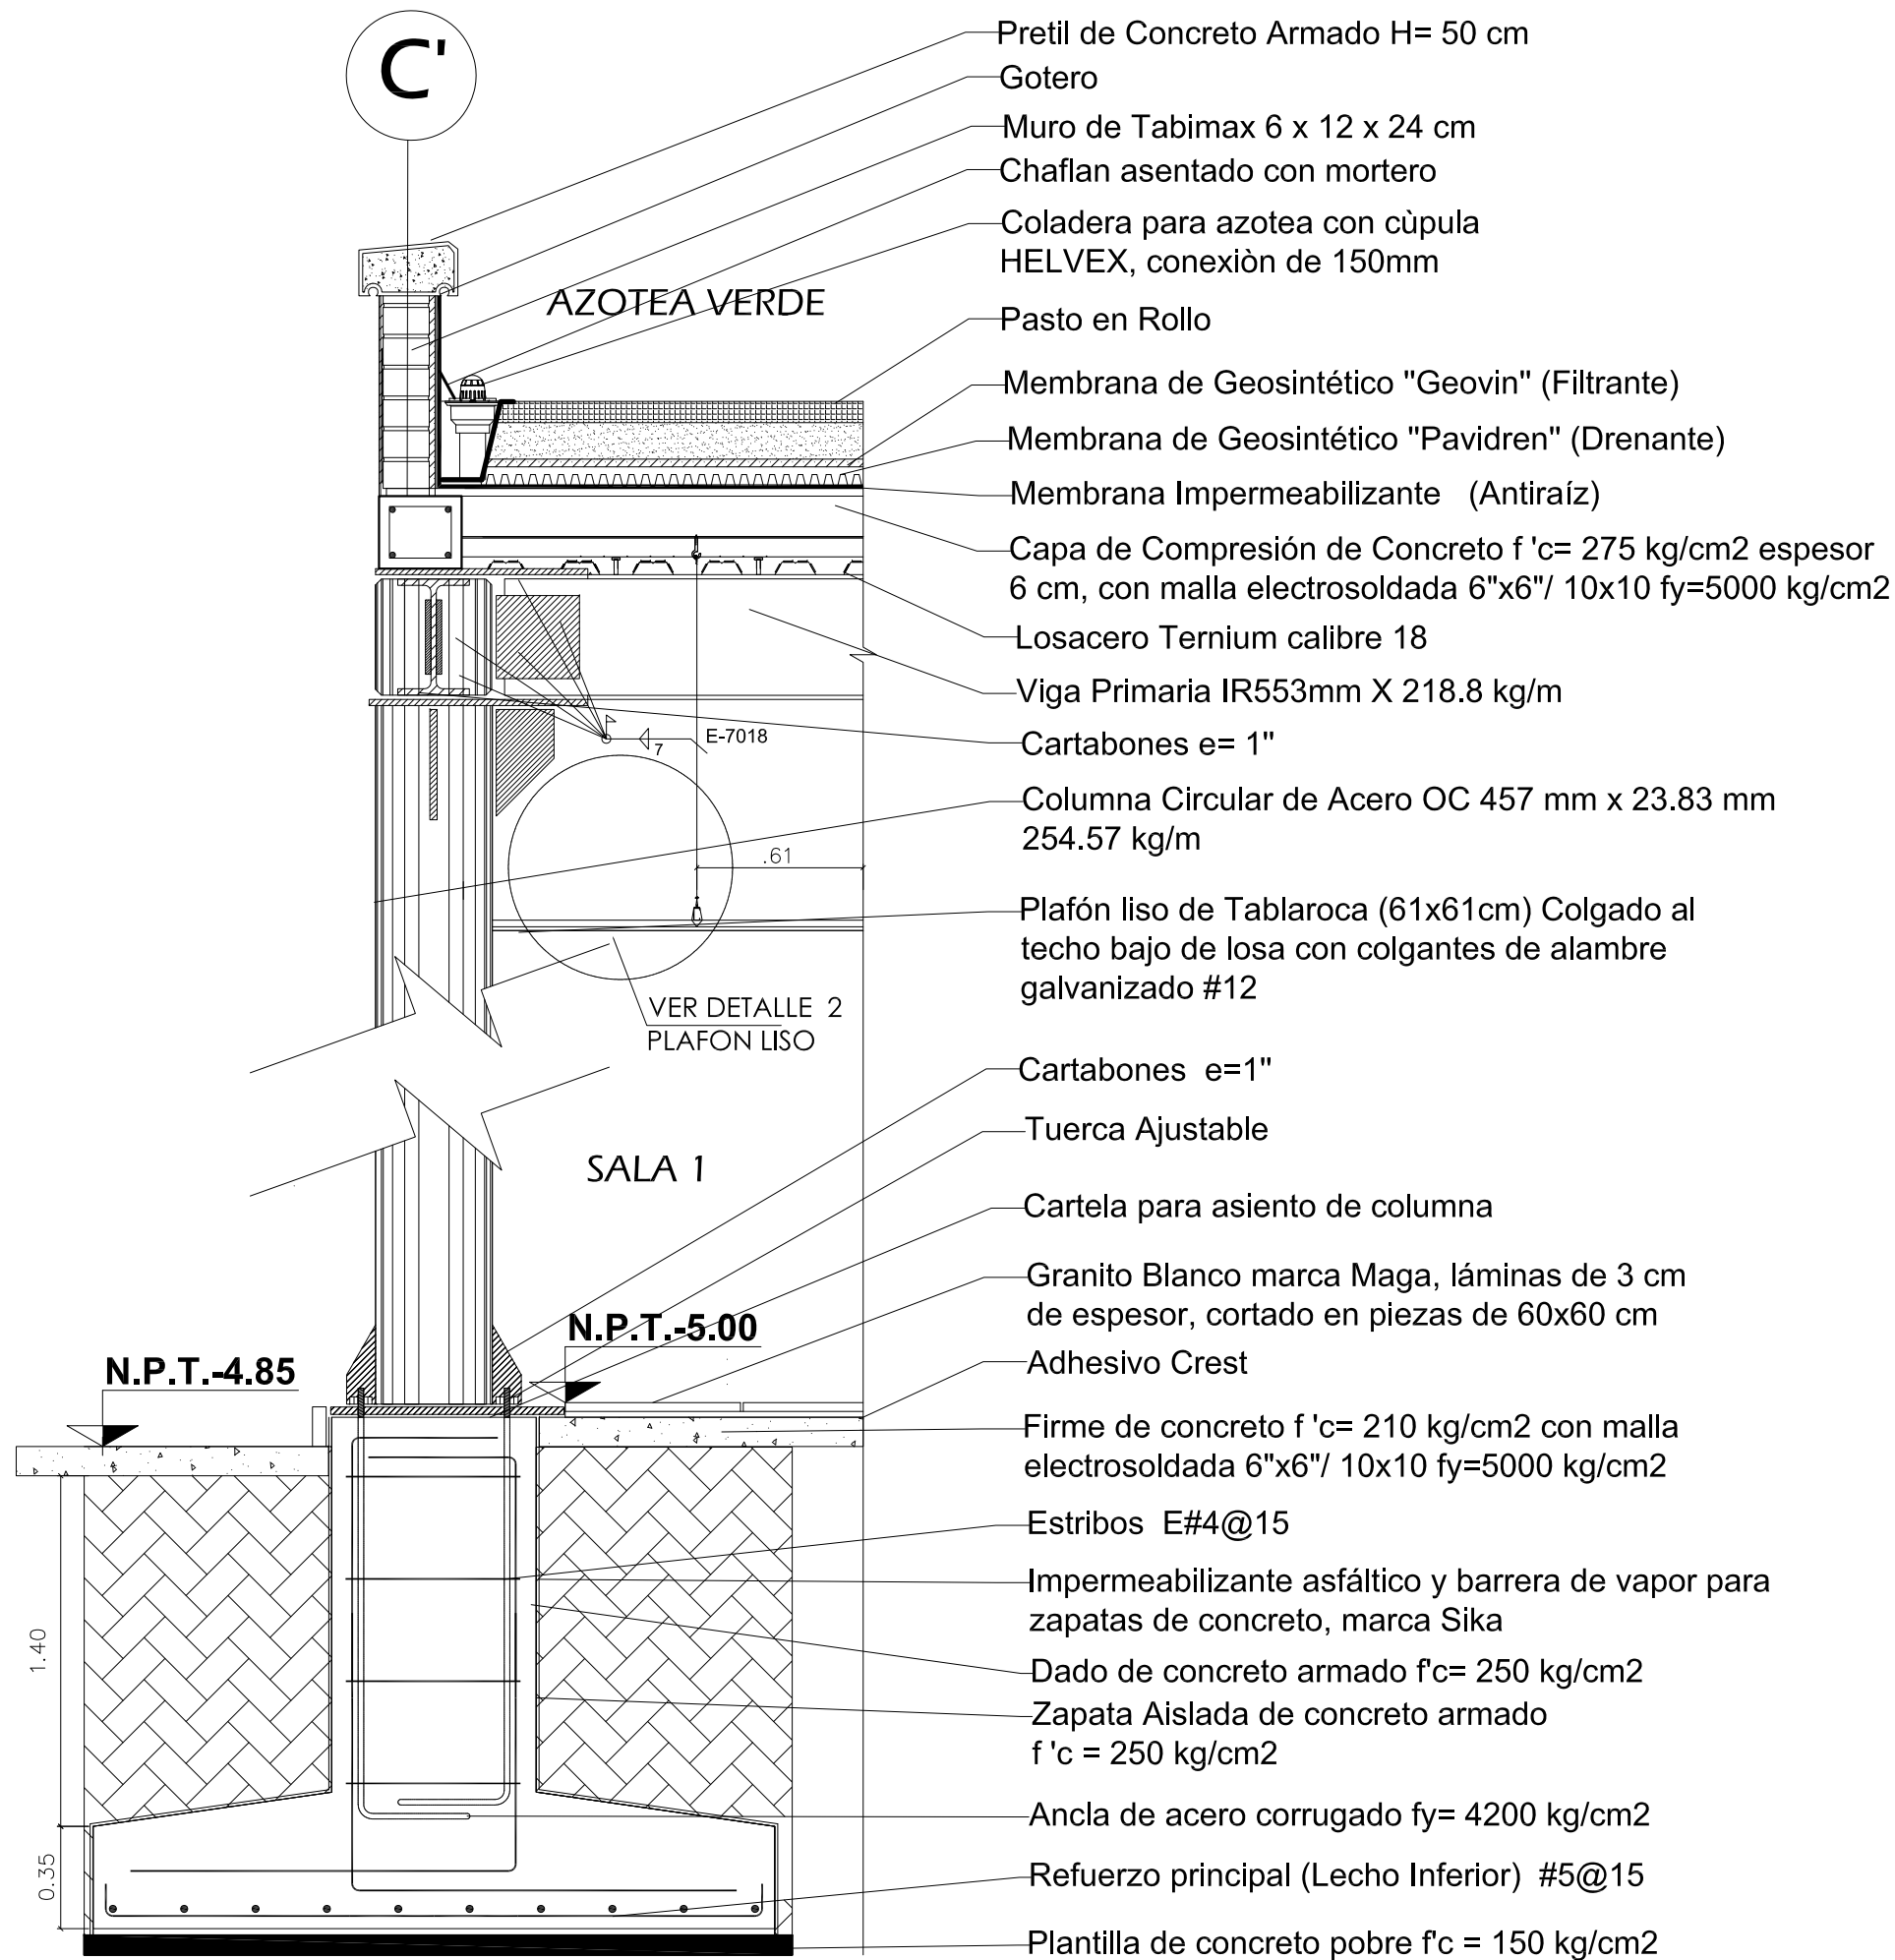 C'
Pretil de Concreto Armado H= 50 cm
Gotero
Muro de Tabimax 6 x 12 x 24 cm
Chaflan asentado con mortero
Coladera para azotea con cùpula
HELVEX, conexiòn de 150mm
AZOTEA VERDE
Pasto en Rollo
Membrana de Geosintético "Geovin" (Filtrante)
Membrana de Geosintético "Pavidren" (Drenante)
Membrana Impermeabilizante (Antiraíz)
Capa de Compresión de Concreto f 'c= 275 kg/cm2 espesor
6 cm, con malla electrosoldada 6"x6"/ 10x10 fy=5000 kg/cm2
Losacero Ternium calibre 18
Viga Primaria IR553mm X 218.8 kg/m
7
E-7018
Cartabones e= 1"
Columna Circular de Acero OC 457 mm x 23.83 mm
254.57 kg/m
.61
Plafón liso de Tablaroca (61x61cm) Colgado al
techo bajo de losa con colgantes de alambre
galvanizado #12
VER DETALLE 2
PLAFON LISO
Cartabones e=1"
Tuerca Ajustable
SALA 1
Cartela para asiento de columna
Granito Blanco marca Maga, láminas de 3 cm
de espesor, cortado en piezas de 60x60 cm
N.P.T.-5.00
N.P.T.-4.85
Adhesivo Crest
Firme de concreto f 'c= 210 kg/cm2 con malla
electrosoldada 6"x6"/ 10x10 fy=5000 kg/cm2
Estribos E#4@15
Impermeabilizante asfáltico y barrera de vapor para
zapatas de concreto, marca Sika
1.40
Dado de concreto armado f'c= 250 kg/cm2
Zapata Aislada de concreto armado
f 'c = 250 kg/cm2
Ancla de acero corrugado fy= 4200 kg/cm2
0.35
Refuerzo principal (Lecho Inferior) #5@15
Plantilla de concreto pobre f'c = 150 kg/cm2